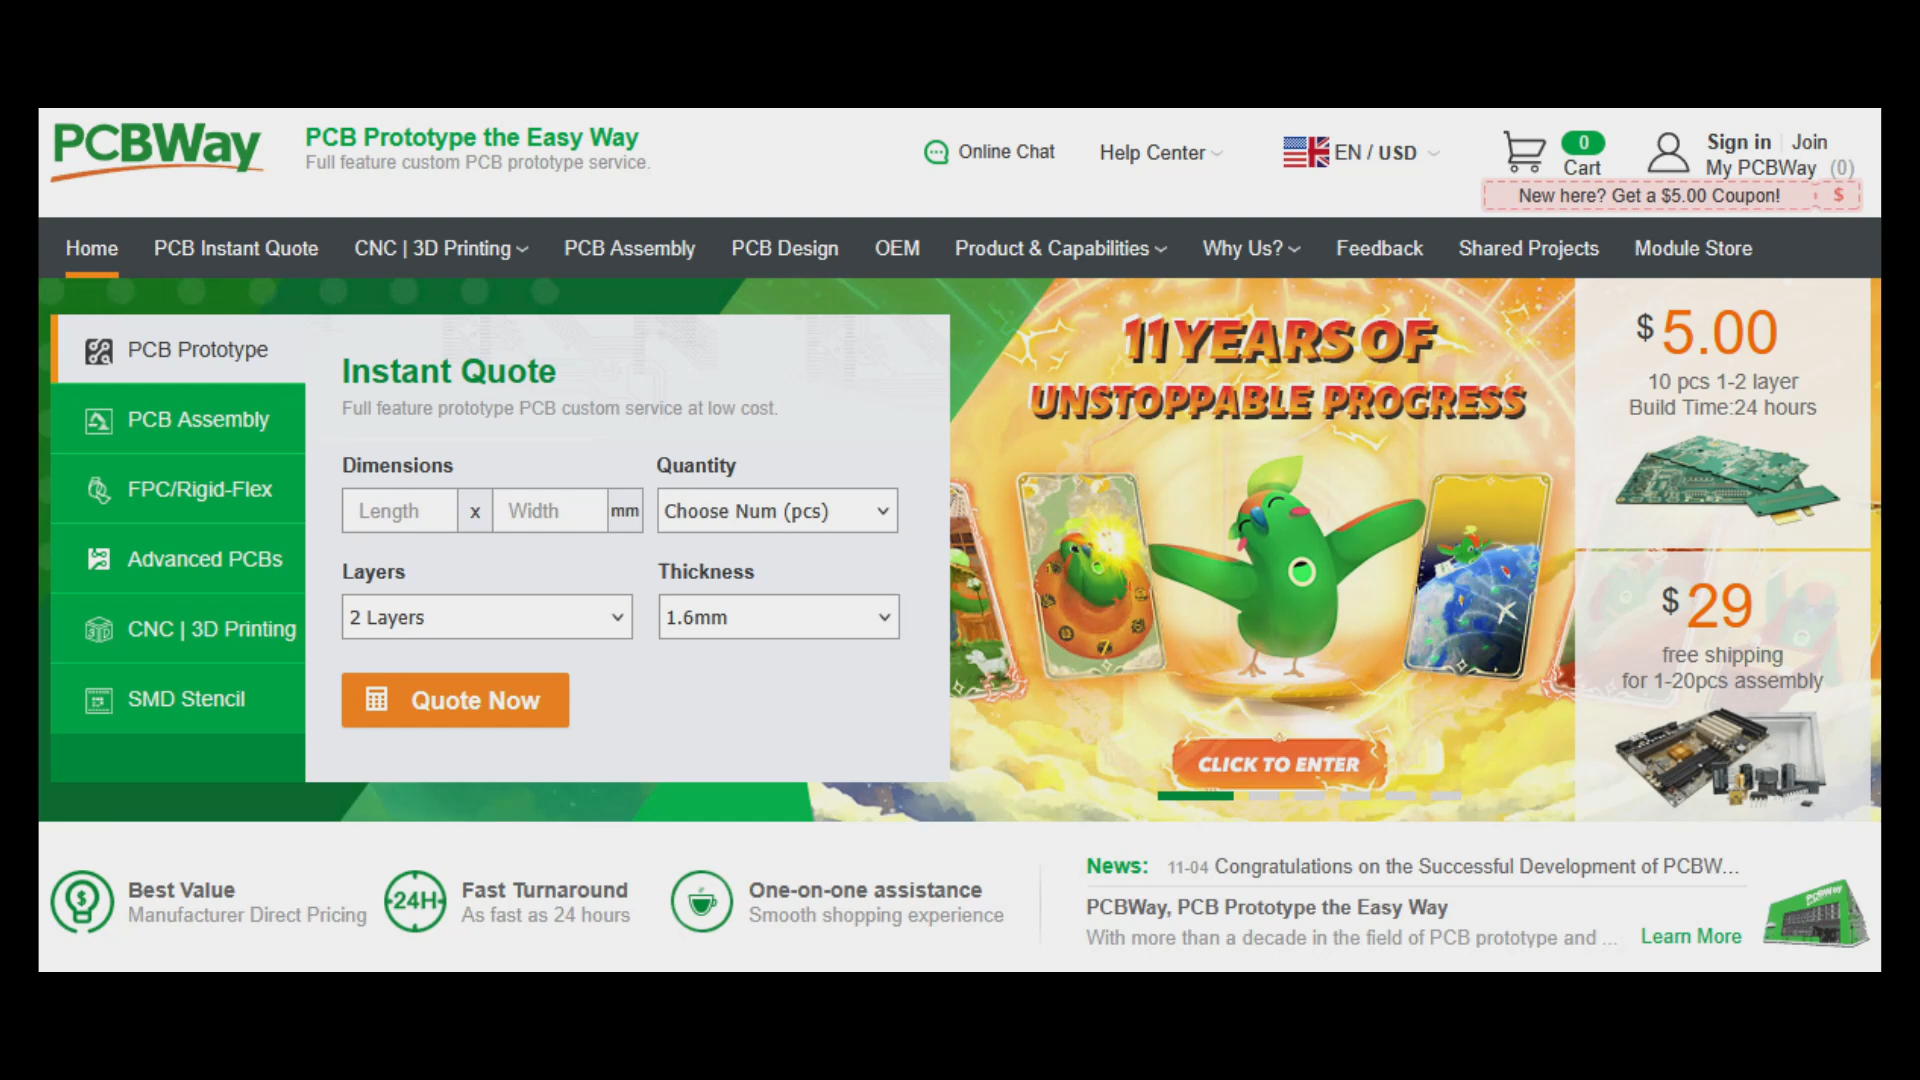 PCBWay
PCB Prototype the Easy Way
Full feature custom PCB prototype service.
Online Chat
Help Center
EN / USD
0
Cart
Sign in | Join
My PCBWay (0)
New here? Get a $5.00 Coupon! $
Home PCB Instant Quote CNC | 3D Printing PCB Assembly PCB Design OEM Product & Capabilities Why Us? Feedback Shared Projects Module Store
PCB Prototype
PCB Assembly
FPC/Rigid-Flex
Advanced PCBs
3D
CNC | 3D Printing
SMD Stencil
Instant Quote
Full feature prototype PCB custom service at low cost.
Dimensions
Length x Width mm
Quantity
Choose Num (pcs)
Layers
2 Layers
Thickness
1.6mm
Quote Now
11 YEARS OF
UNSTOPPABLE PROGRESS
CLICK TO ENTER
$ 5.00
10 pcs 1-2 layer
Build Time:24 hours
$ 29
free shipping
for 1-20pcs assembly
$
Best Value
Manufacturer Direct Pricing
24H
Fast Turnaround
As fast as 24 hours
One-on-one assistance
Smooth shopping experience
News: 11-04 Congratulations on the Successful Development of PCBW...
PCBWay, PCB Prototype the Easy Way
With more than a decade in the field of PCB prototype and ... Learn More
PCBWay